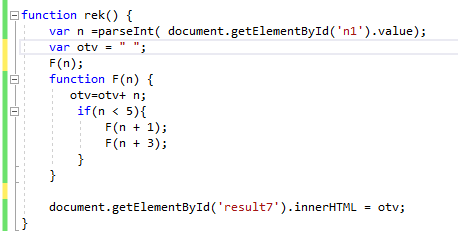 function rek() {
var n =parseInt( document.getElementById('n1').value);
var otv = " ";
F(n);
function F(n) {
otv=otv+ n;
if(n < 5){
F(n + 1);
F(n + 3);
}
}
document.getElementById('result7').innerHTML = otv;
}